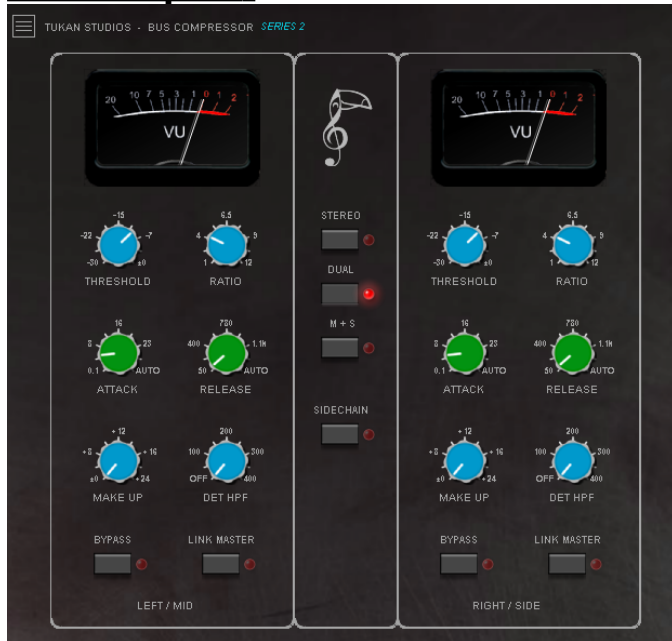 TUKAN STUDIOS - BUS COMPRESSOR SERIES 2
20 10 7 5 3 1 0 1 2
VU
20 10 7 5 3 1 0 1 2
VU
STEREO
DUAL
M + S
SIDECHAIN
-15
-22 -7
-30 ±0
THRESHOLD
6.5
4 9
1 12
RATIO
16
8 23
0.1 AUTO
ATTACK
780
400 1.1k
50 AUTO
RELEASE
+12
+8 +16
±0 +24
MAKE UP
200
100 300
OFF 400
DET HPF
BYPASS LINK MASTER
LEFT / MID
-15
-22 -7
-30 ±0
THRESHOLD
6.5
4 9
1 12
RATIO
16
8 23
0.1 AUTO
ATTACK
780
400 1.1k
50 AUTO
RELEASE
+12
+8 +16
±0 +24
MAKE UP
200
100 300
OFF 400
DET HPF
BYPASS LINK MASTER
RIGHT / SIDE